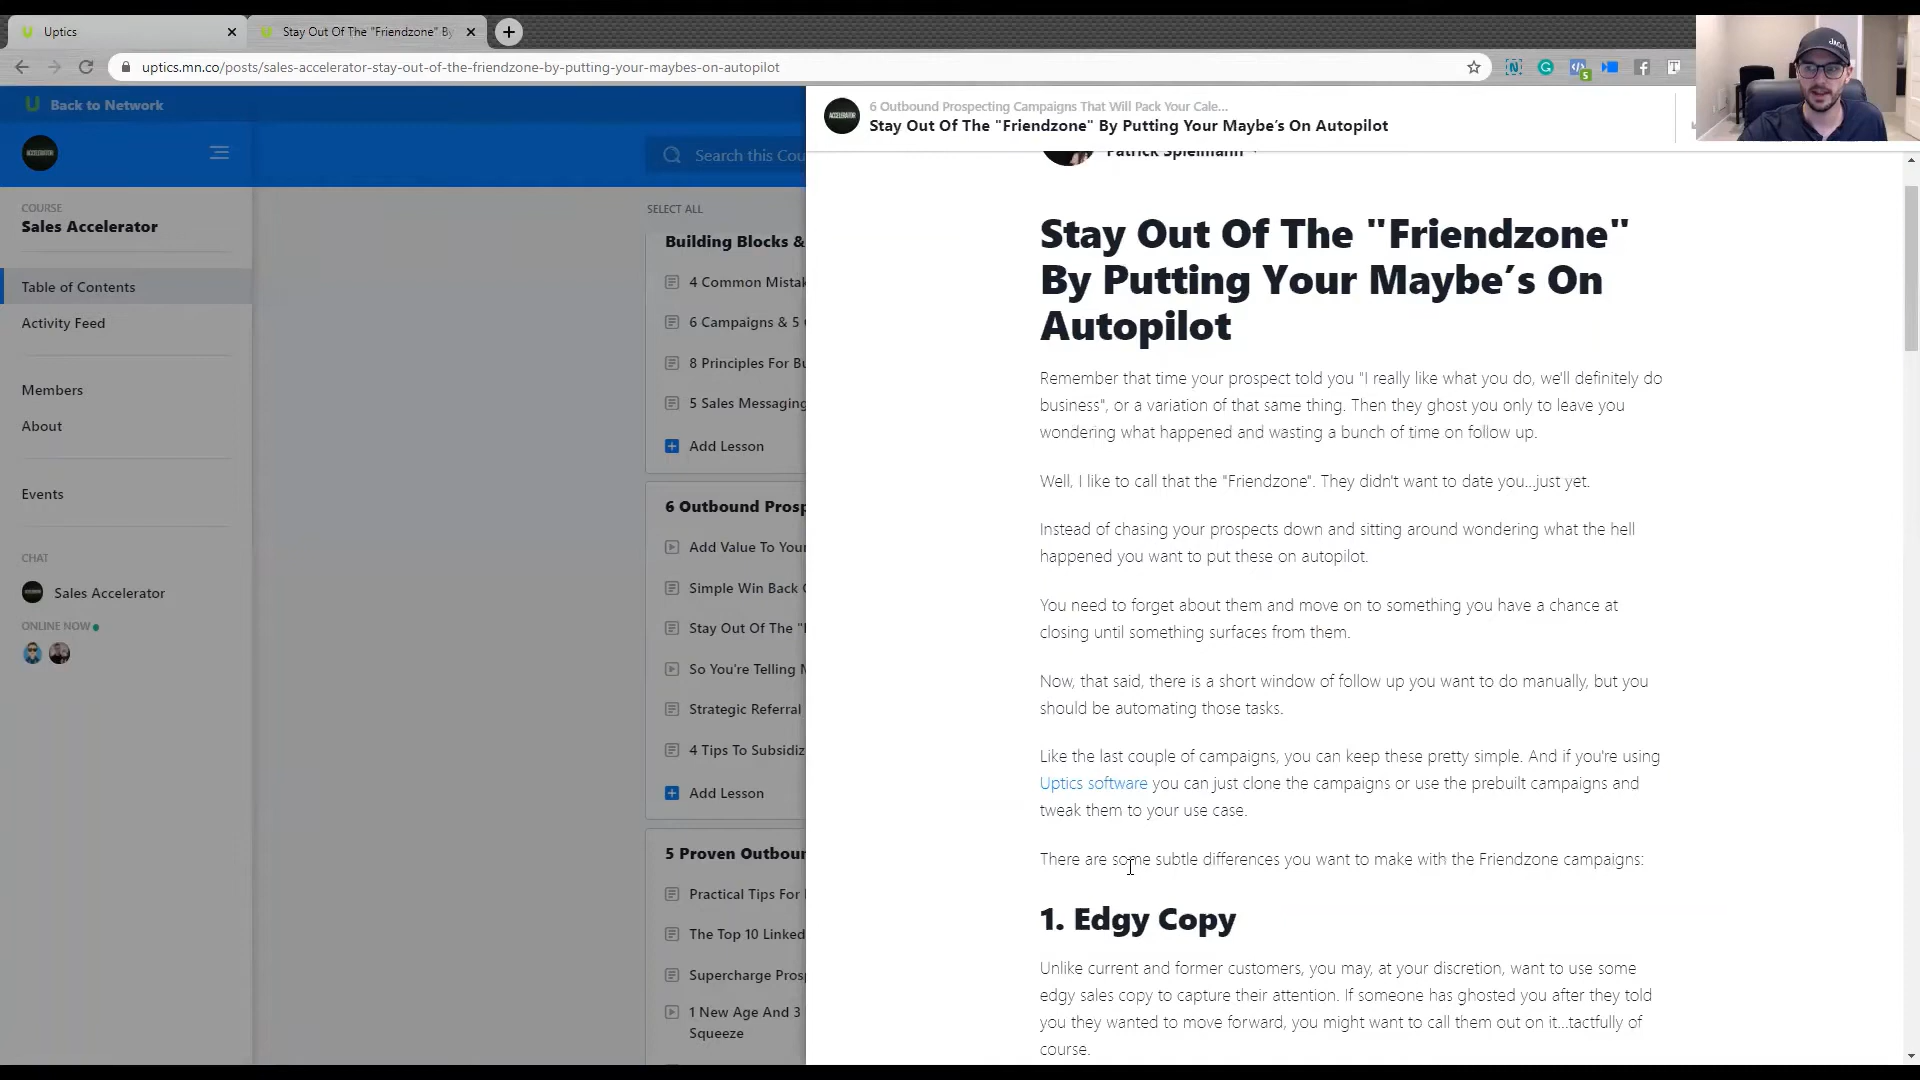 Uptics
Stay Out Of The "Friendzone" By
uptics.mn.co/posts/sales-accelerator-stay-out-of-the-friendzone-by-putting-your-maybes-on-autopilot
Back to Network
Search this Cou
COURSE
Sales Accelerator
Table of Contents
Activity Feed
Members
About
Events
CHAT
Sales Accelerator
ONLINE NOW
SELECT ALL
Building Blocks &
4 Common Mistak
6 Campaigns & 5
8 Principles For Bu
5 Sales Messaging
Add Lesson
6 Outbound Prosp
Add Value To Your
Simple Win Back
Stay Out Of The "
So You're Telling M
Strategic Referral
4 Tips To Subsidiz
Add Lesson
5 Proven Outboun
Practical Tips For
The Top 10 Linked
Supercharge Prosp
1 New Age And 3
Squeeze
ACCELERATOR
6 Outbound Prospecting Campaigns That Will Pack Your Cale...
Stay Out Of The "Friendzone" By Putting Your Maybe's On Autopilot
Patrick Spielmann
Stay Out Of The "Friendzone"
By Putting Your Maybe's On
Autopilot
Remember that time your prospect told you "I really like what you do, we'll definitely do
business", or a variation of that same thing. Then they ghost you only to leave you
wondering what happened and wasting a bunch of time on follow up.
Well, I like to call that the "Friendzone". They didn't want to date you...just yet.
Instead of chasing your prospects down and sitting around wondering what the hell
happened you want to put these on autopilot.
You need to forget about them and move on to something you have a chance at
closing until something surfaces from them.
Now, that said, there is a short window of follow up you want to do manually, but you
should be automating those tasks.
Like the last couple of campaigns, you can keep these pretty simple. And if you're using
Uptics software you can just clone the campaigns or use the prebuilt campaigns and
tweak them to your use case.
There are some subtle differences you want to make with the Friendzone campaigns:
1. Edgy Copy
Unlike current and former customers, you may, at your discretion, want to use some
edgy sales copy to capture their attention. If someone has ghosted you after they told
you they wanted to move forward, you might want to call them out on it...tactfully of
course.